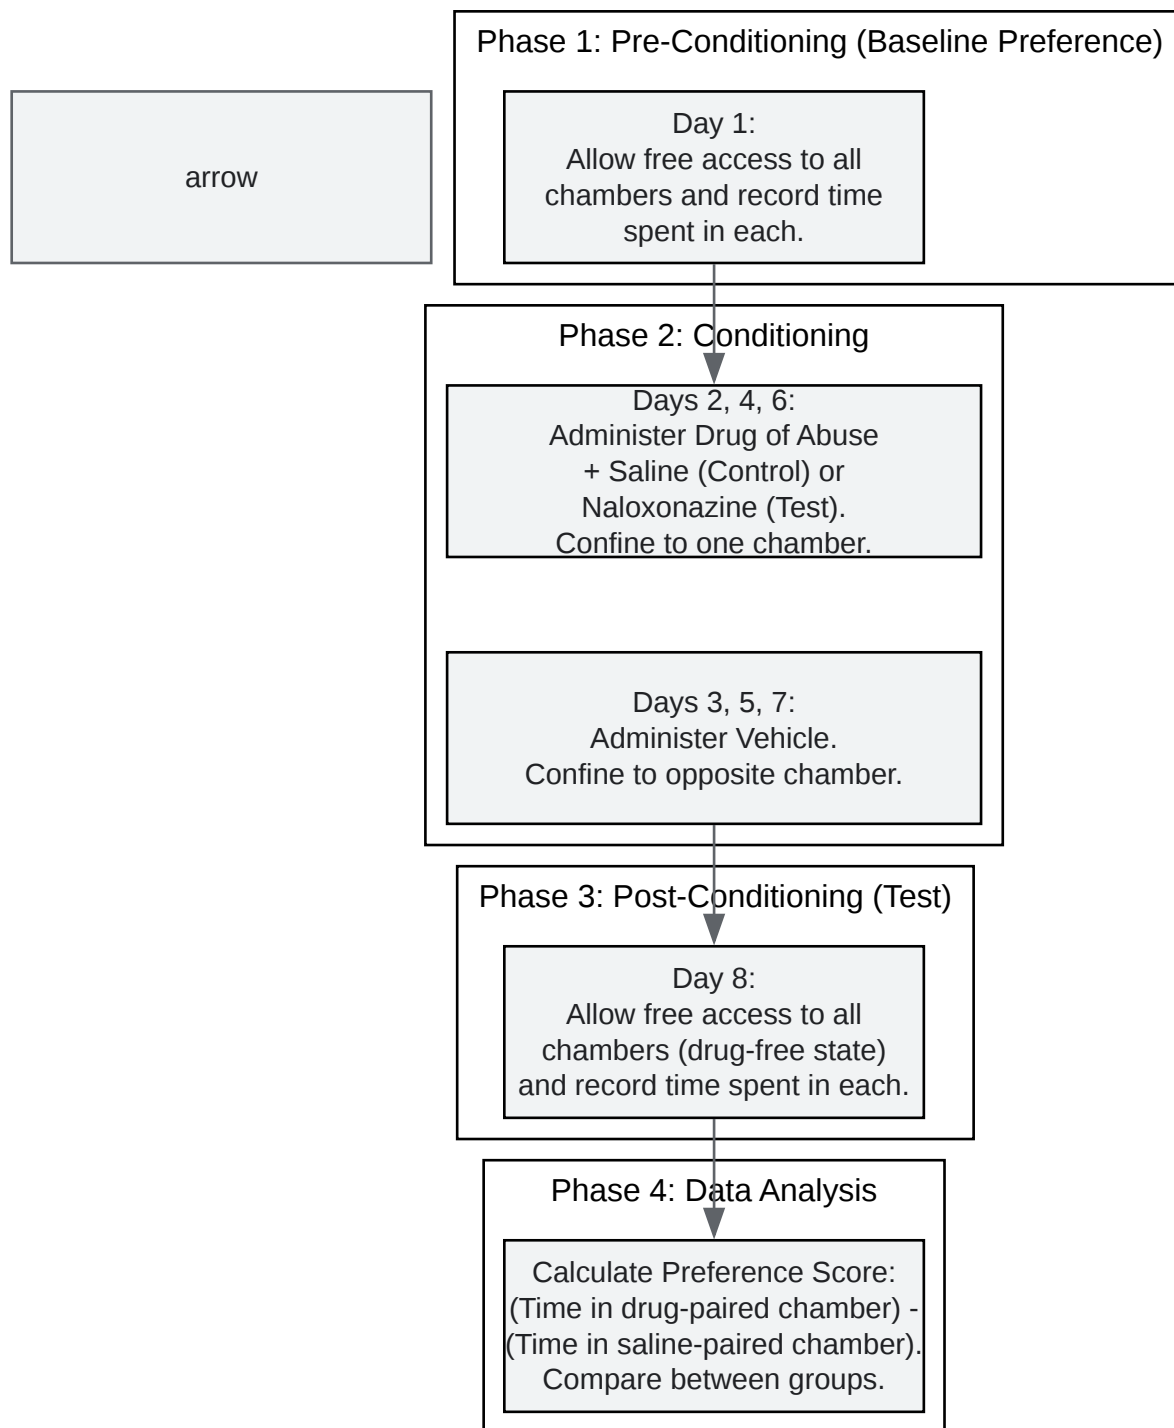 Phase 1: Pre-Conditioning (Baseline Preference)
arrow
Day 1:
Allow free access to all
chambers and record time
spent in each.
Phase 2: Conditioning
Days 2, 4, 6:
Administer Drug of Abuse
+ Saline (Control) or
Naloxonazine (Test).
Confine to one chamber.
Days 3, 5, 7:
Administer Vehicle.
Confine to opposite chamber.
Phase 3: Post-Conditioning (Test)
Day 8:
Allow free access to all
chambers (drug-free state)
and record time spent in each.
Phase 4: Data Analysis
Calculate Preference Score:
(Time in drug-paired chamber) -
(Time in saline-paired chamber).
Compare between groups.